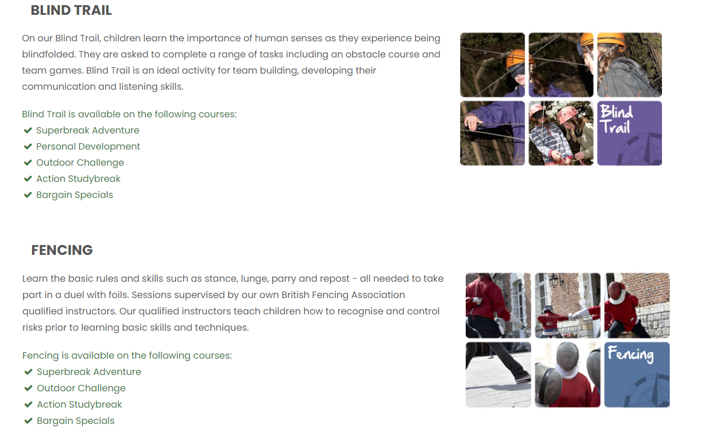 BLIND TRAIL
On our Blind Trail, children learn the importance of human senses as they experience being
blindfolded. They are asked to complete a range of tasks including an obstacle course and
team games. Blind Trail is an ideal activity for team building, developing their
communication and listening skills.
Blind Trail is available on the following courses:
Superbreak Adventure
Personal Development
Outdoor Challenge
Action Studybreak
Bargain Specials
Blind
Trail
FENCING
Learn the basic rules and skills such as stance, lunge, parry and repost - all needed to take
part in a duel with foils. Sessions supervised by our own British Fencing Association
qualified instructors. Our qualified instructors teach children how to recognise and control
risks prior to learning basic skills and techniques.
Fencing is available on the following courses:
Superbreak Adventure
Outdoor Challenge
Action Studybreak
Bargain Specials
Fencing